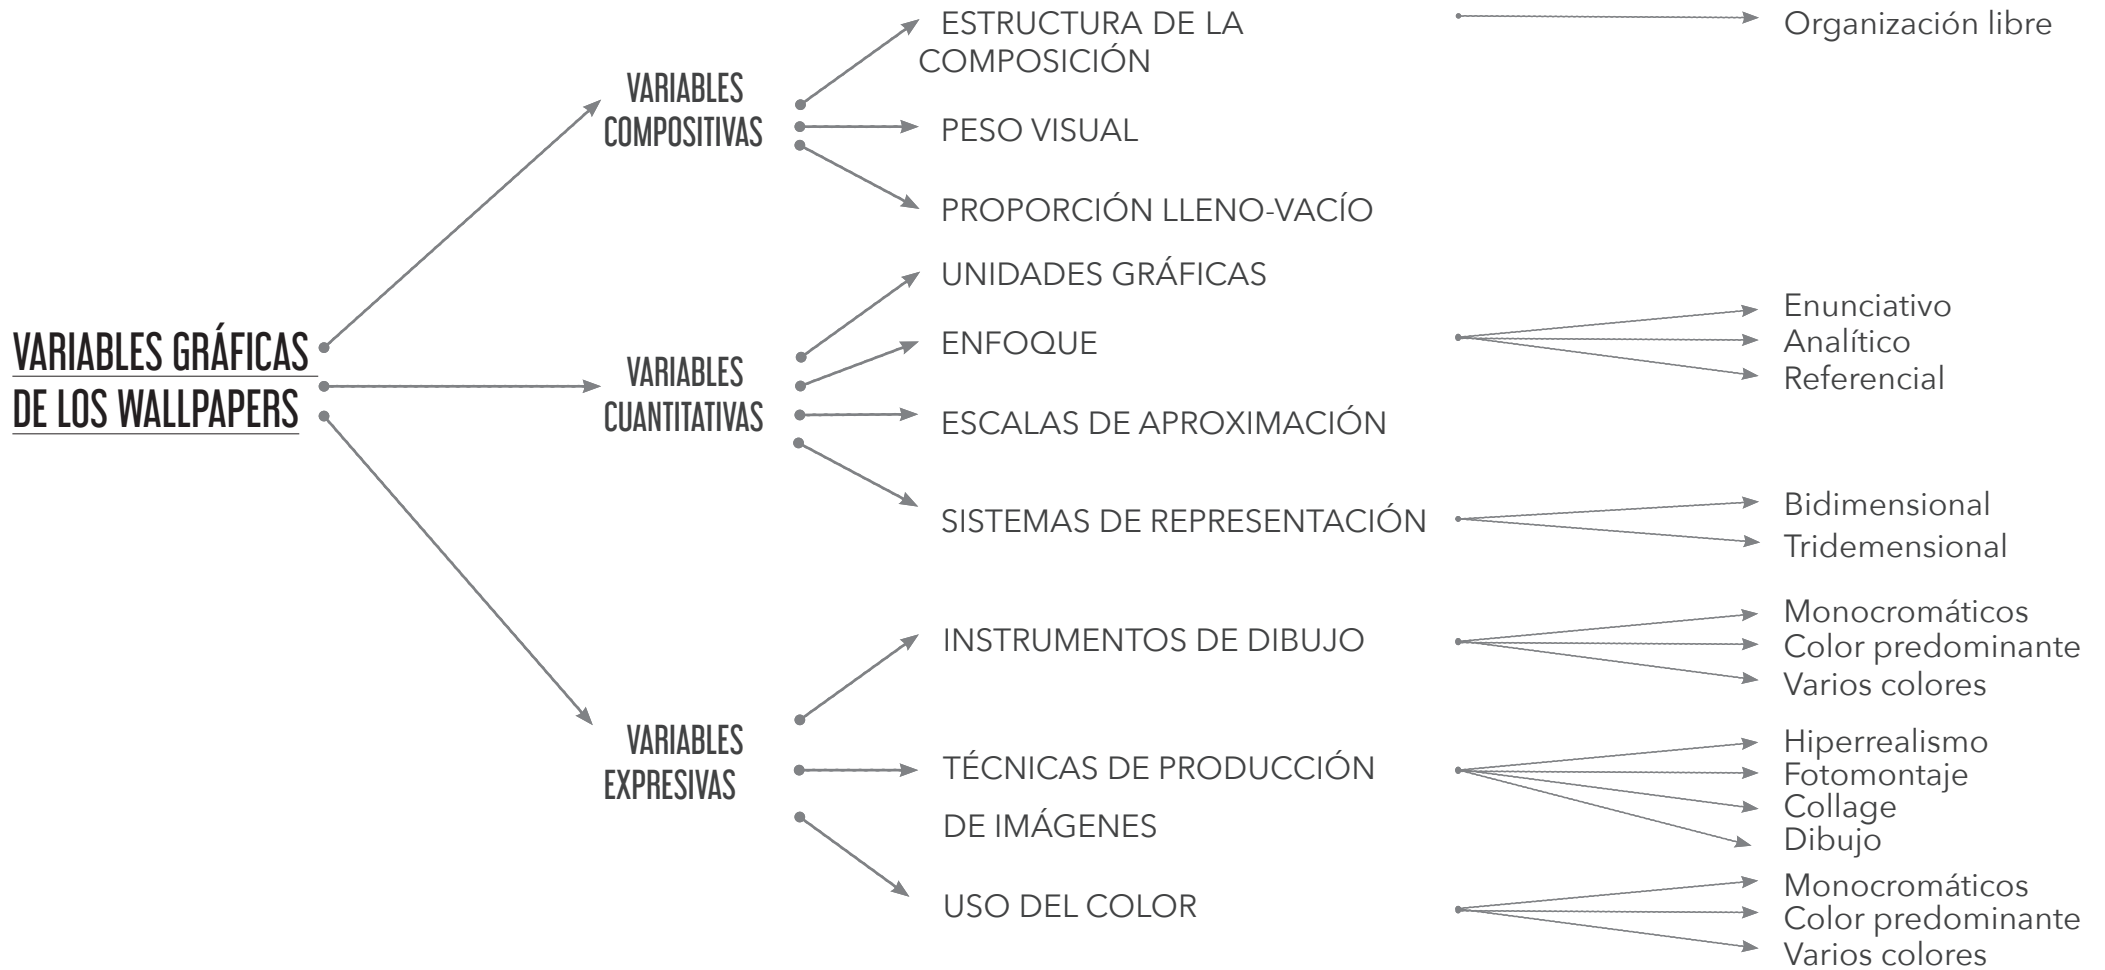 VARIABLES GRÁFICAS
DE LOS WALLPAPERS
VARIABLES
COMPOSITIVAS
ESTRUCTURA DE LA
COMPOSICIÓN
Organización libre
PESO VISUAL
PROPORCIÓN LLENO-VACÍO
VARIABLES
CUANTITATIVAS
UNIDADES GRÁFICAS
ENFOQUE
Enunciativo
Analítico
Referencial
ESCALAS DE APROXIMACIÓN
SISTEMAS DE REPRESENTACIÓN
Bidimensional
Tridemensional
VARIABLES
EXPRESIVAS
INSTRUMENTOS DE DIBUJO
Monocromáticos
Color predominante
Varios colores
TÉCNICAS DE PRODUCCIÓN
DE IMÁGENES
Hiperrealismo
Fotomontaje
Collage
Dibujo
USO DEL COLOR
Monocromáticos
Color predominante
Varios colores